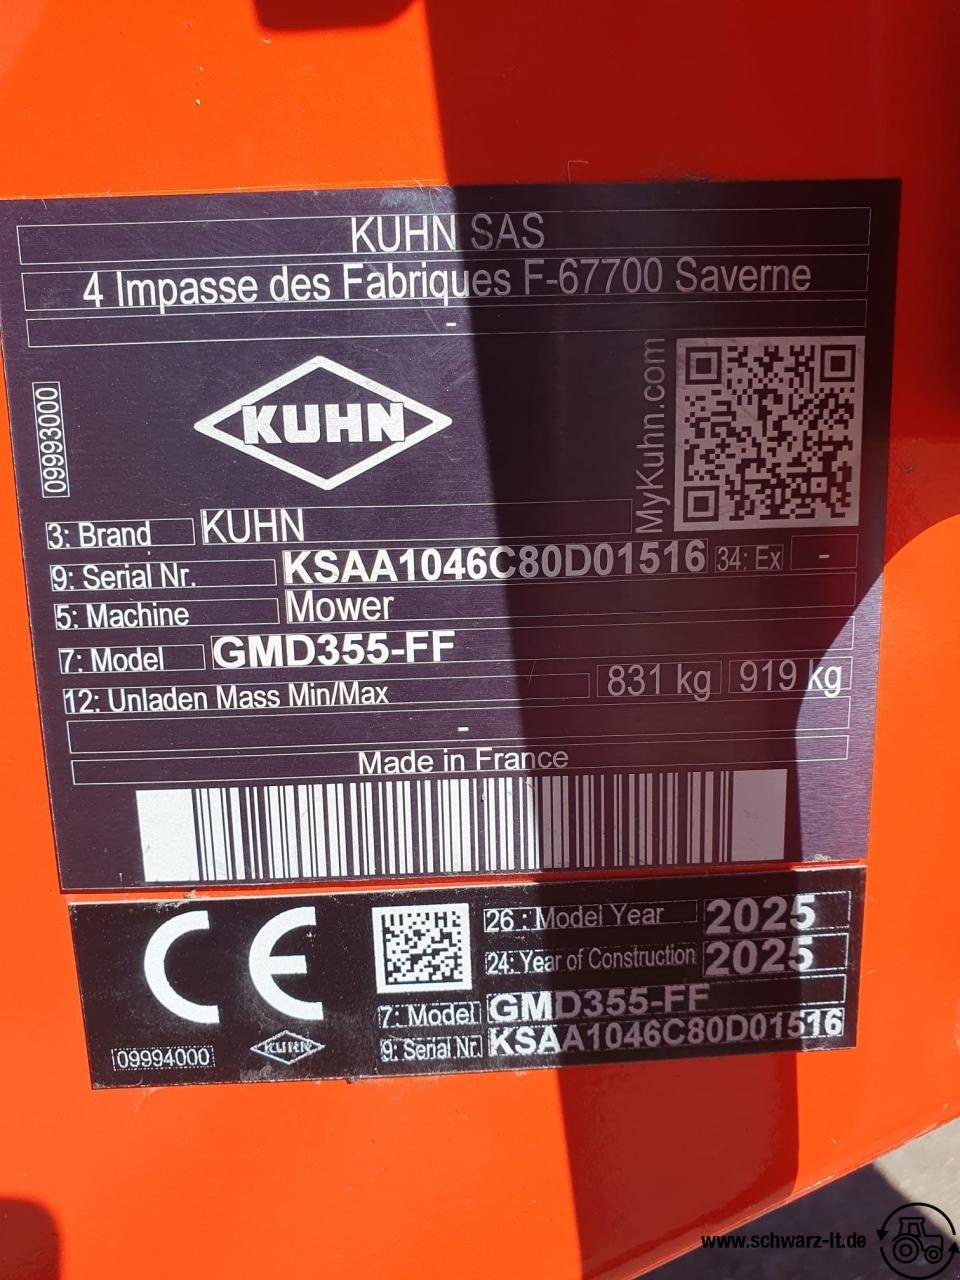 KUHN SAS
4 Impasse des Fabriques F-67700 Saverne
-
09993000
KUHN
MyKuhn.com
3: Brand KUHN
9: Serial Nr. KSAA1046C80D01516 34: Ex -
5: Machine Mower
7: Model GMD355-FF
12: Unladen Mass Min/Max 831 kg 919 kg
-
Made in France
CE
26 : Model Year 2025
24: Year of Construction 2025
7: Model GMD355-FF
9: Serial Nr. KSAA1046C80D01516
KUHN
09994000
www.schwarz-lt.de